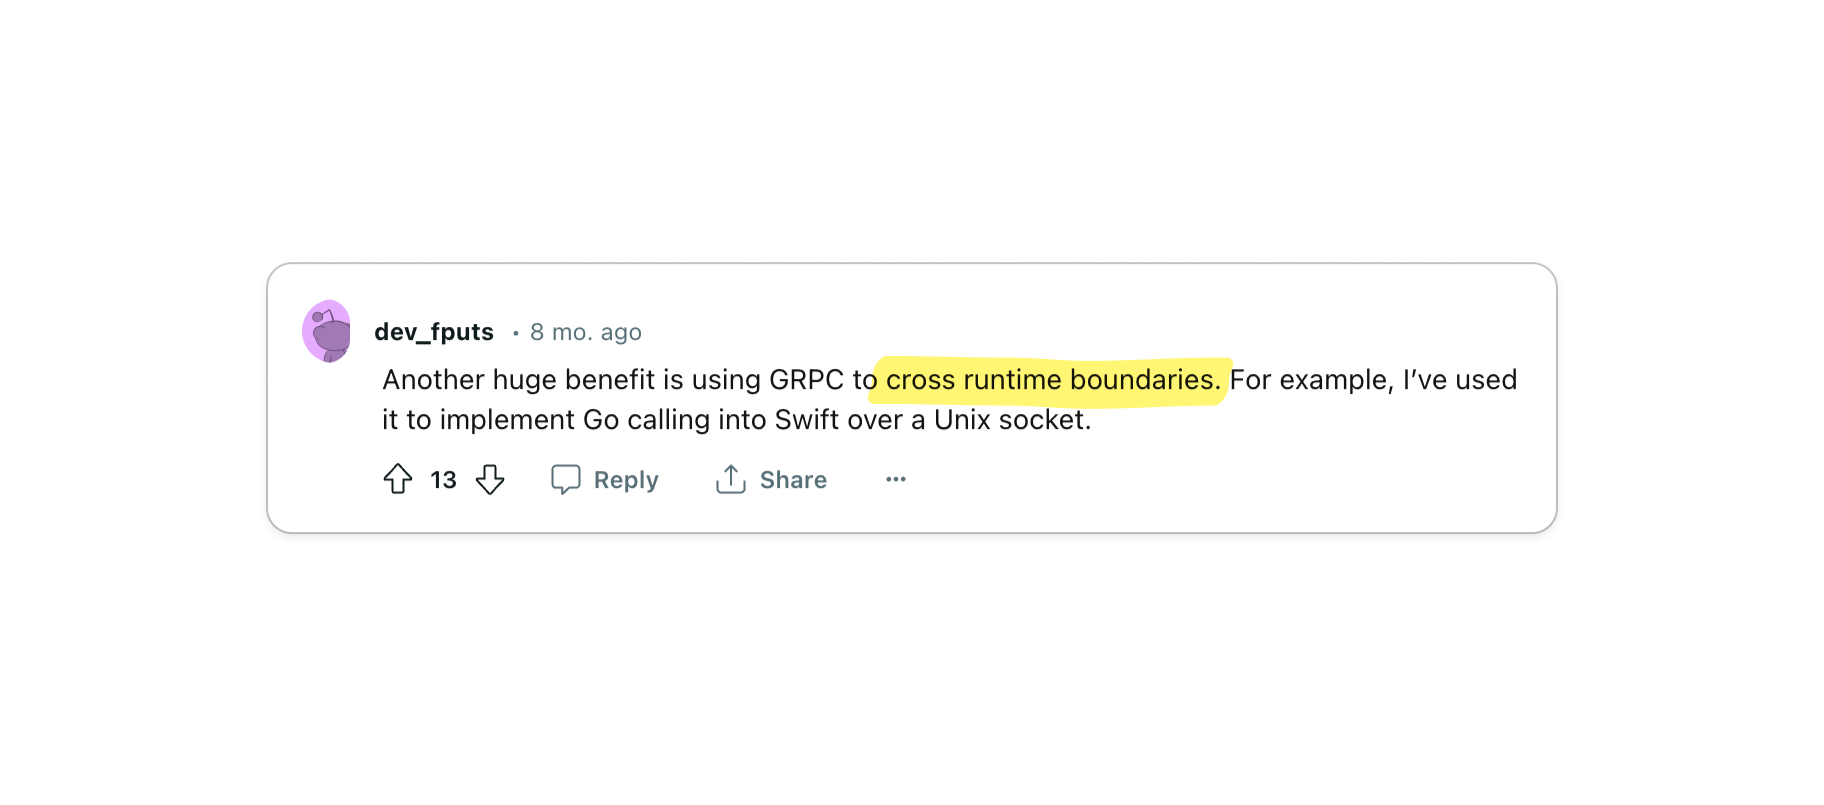 dev_fputs • 8 mo. ago
Another huge benefit is using GRPC to cross runtime boundaries. For example, I’ve used
it to implement Go calling into Swift over a Unix socket.
13 Reply Share ···